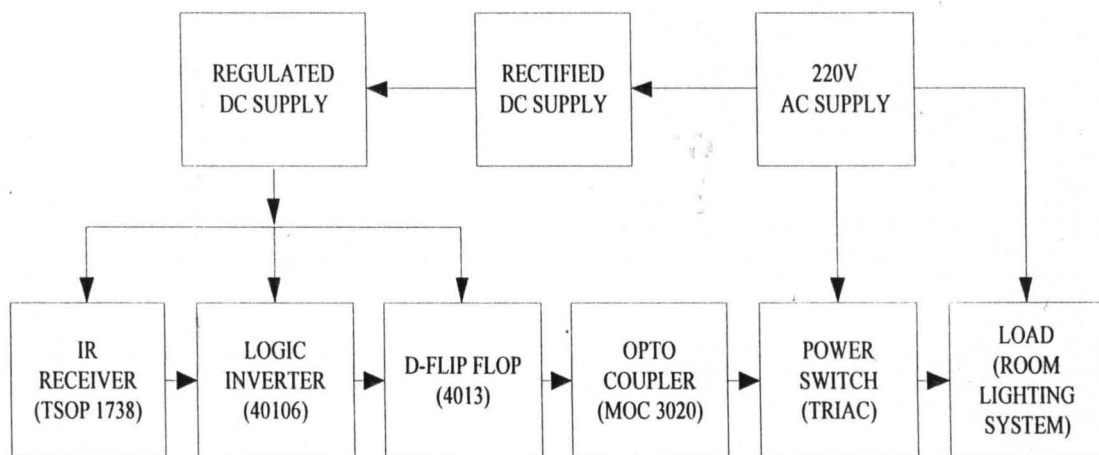 REGULATED
DC SUPPLY
RECTIFIED
DC SUPPLY
220V
AC SUPPLY
IR
RECEIVER
(TSOP 1738)
LOGIC
INVERTER
(40106)
D-FLIP FLOP
(4013)
OPTO
COUPLER
(MOC 3020)
POWER
SWITCH
(TRIAC)
LOAD
(ROOM
LIGHTING
SYSTEM)